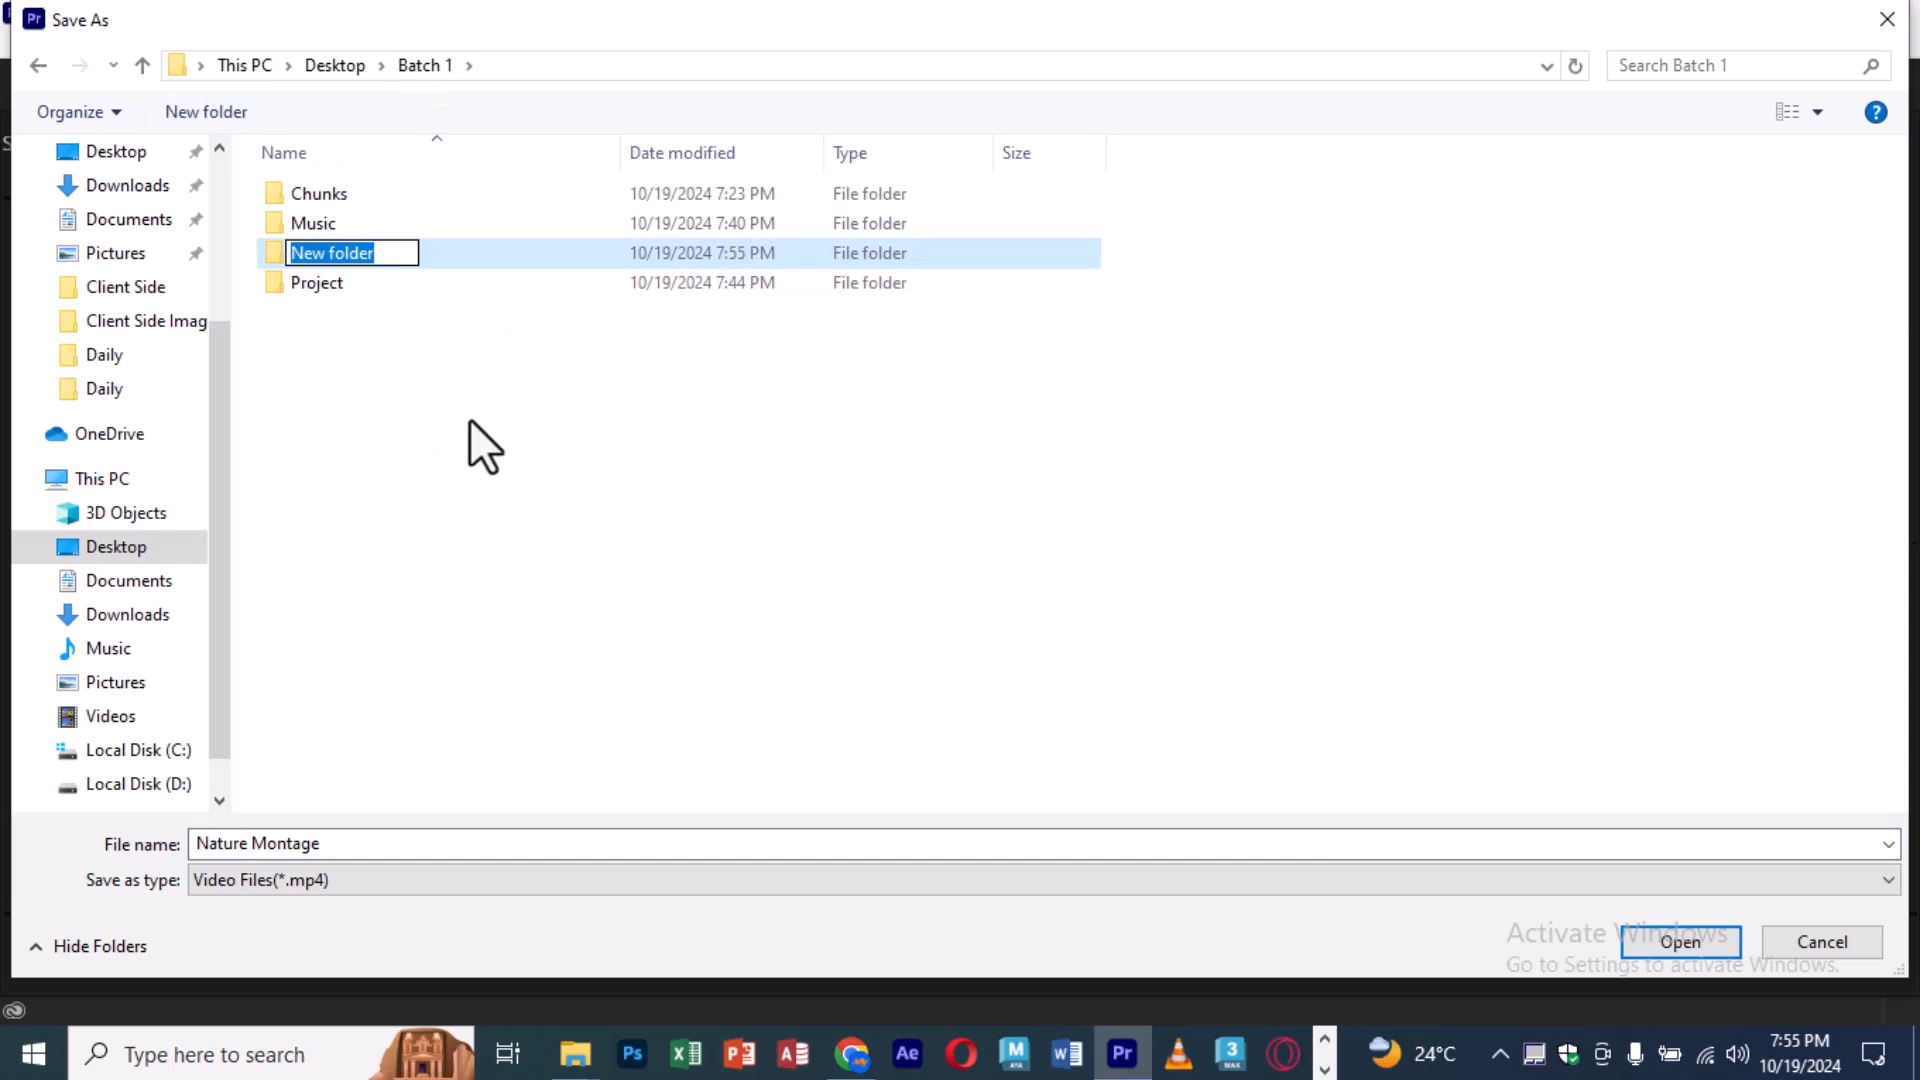 Pr Save As
This PC Desktop Batch 1
Search Batch 1
Organize New folder
Desktop
Downloads
Documents
Pictures
Client Side
Client Side Imag
Daily
Daily
OneDrive
This PC
3D Objects
Desktop
Documents
Downloads
Music
Pictures
Videos
Local Disk (C:)
Local Disk (D:)
Name Date modified Type Size
Chunks 10/19/2024 7:23 PM File folder
Music 10/19/2024 7:40 PM File folder
New folder 10/19/2024 7:55 PM File folder
Project 10/19/2024 7:44 PM File folder
File name: Nature Montage
Save as type: Video Files(*.mp4)
Hide Folders
Open Cancel
Activate Windows
Go to Settings to activate Windows.
Type here to search
24°C
7:55 PM
10/19/2024